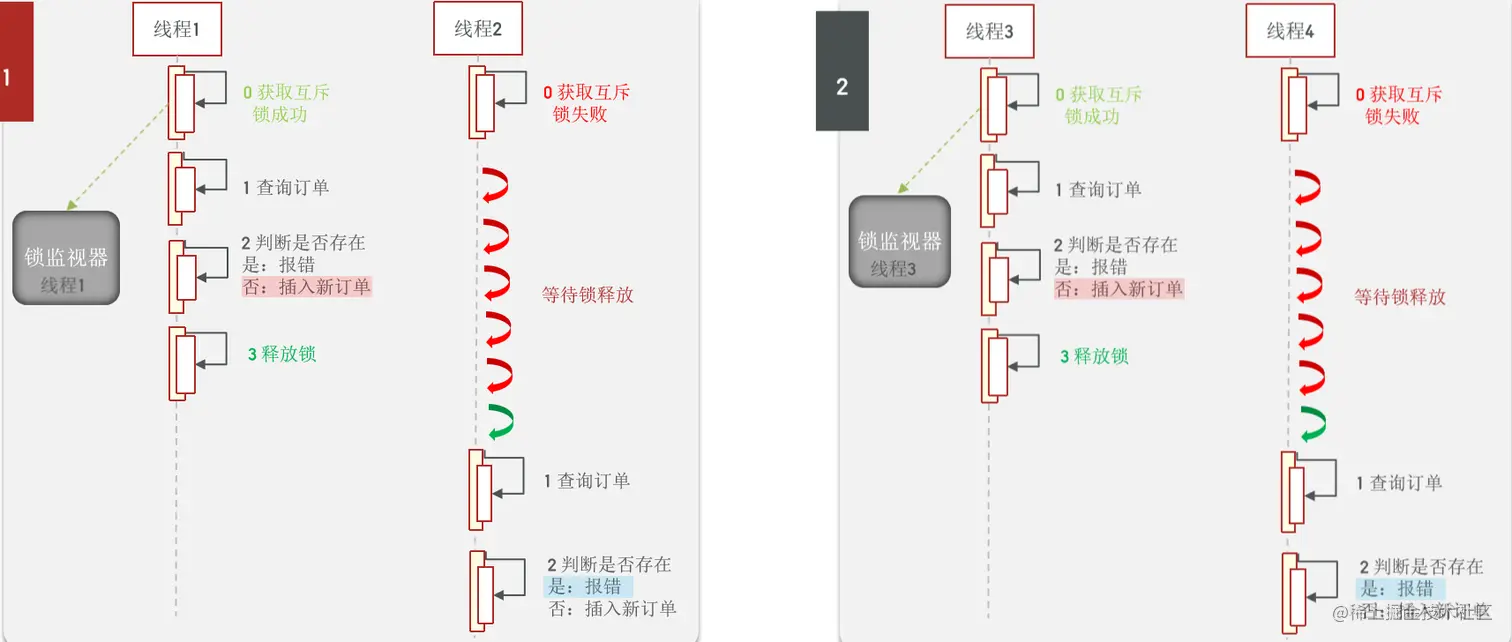 1
线程1
线程2
0 获取互斥
锁成功
0 获取互斥
锁失败
1 查询订单
锁监视器
线程1
2 判断是否存在
是：报错
否：插入新订单
等待锁释放
3 释放锁
1 查询订单
2 判断是否存在
是：报错
否：插入新订单
2
线程3
线程4
0 获取互斥
锁成功
0 获取互斥
锁失败
1 查询订单
锁监视器
线程3
2 判断是否存在
是：报错
否：插入新订单
等待锁释放
3 释放锁
1 查询订单
2 判断是否存在
是：报错
否：插入新订单
@稀土掘金技术社区